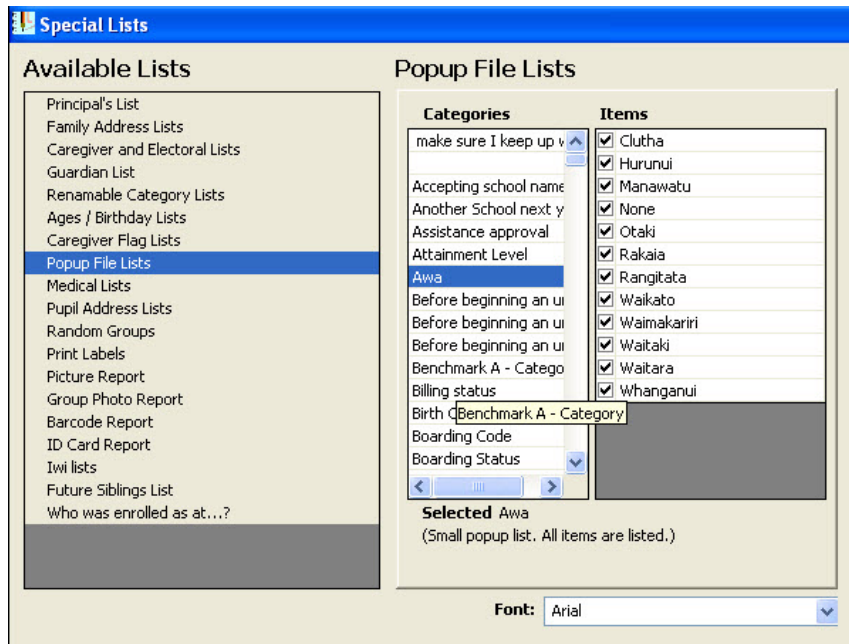 Special Lists
Available Lists
Principal's List
Family Address Lists
Caregiver and Electoral Lists
Guardian List
Renamable Category Lists
Ages / Birthday Lists
Caregiver Flag Lists
Popup File Lists
Medical Lists
Pupil Address Lists
Random Groups
Print Labels
Picture Report
Group Photo Report
Barcode Report
ID Card Report
Iwi lists
Future Siblings List
Who was enrolled as at...?
Popup File Lists
Categories
make sure I keep up
Accepting school name
Another School next y
Assistance approval
Attainment Level
Awa
Before beginning an
Before beginning an
Before beginning an
Benchmark A - Catego
Billing status
Birth
Benchmark A - Category
Boarding Code
Boarding Status
Items
Clutha
Hurunui
Manawatu
None
Otaki
Rakaia
Rangitata
Waikato
Waimakariri
Waitaki
Waitara
Whanganui
Selected Awa
(Small popup list. All items are listed.)
Font: Arial